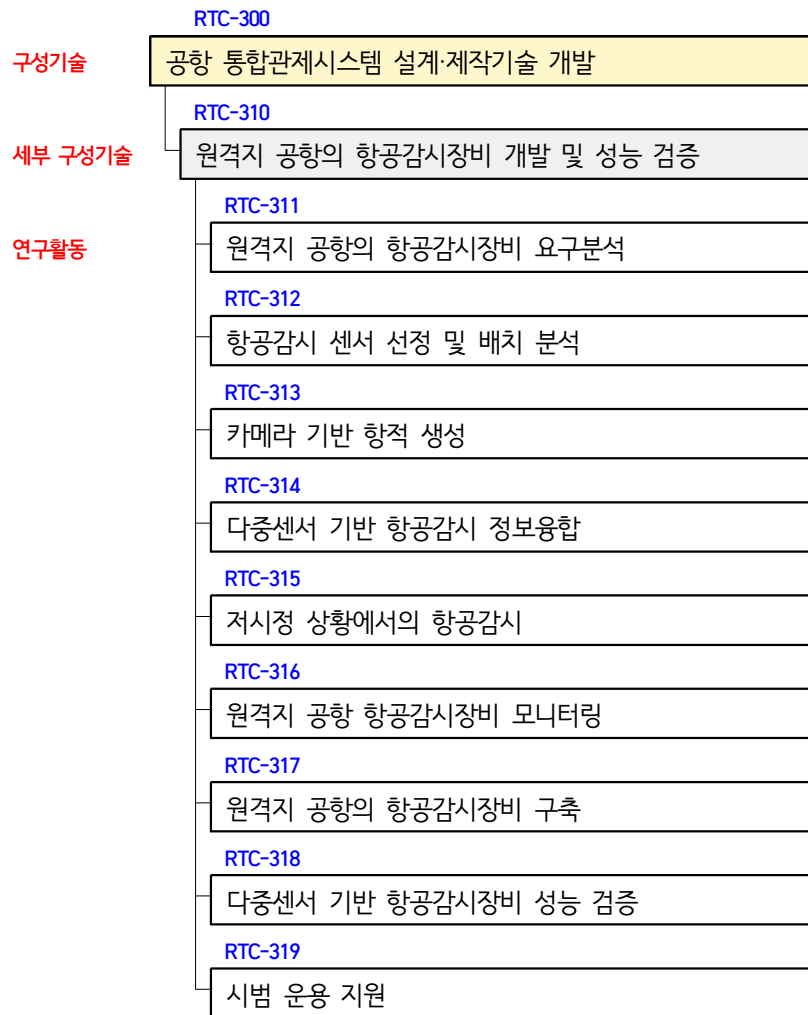 RTC-300
구성기술
공항 통합관제시스템 설계·제작기술 개발
RTC-310
세부 구성기술
원격지 공항의 항공감시장비 개발 및 성능 검증
RTC-311
연구활동
원격지 공항의 항공감시장비 요구분석
RTC-312
항공감시 센서 선정 및 배치 분석
RTC-313
카메라 기반 항적 생성
RTC-314
다중센서 기반 항공감시 정보융합
RTC-315
저시정 상황에서의 항공감시
RTC-316
원격지 공항 항공감시장비 모니터링
RTC-317
원격지 공항의 항공감시장비 구축
RTC-318
다중센서 기반 항공감시장비 성능 검증
RTC-319
시범 운용 지원